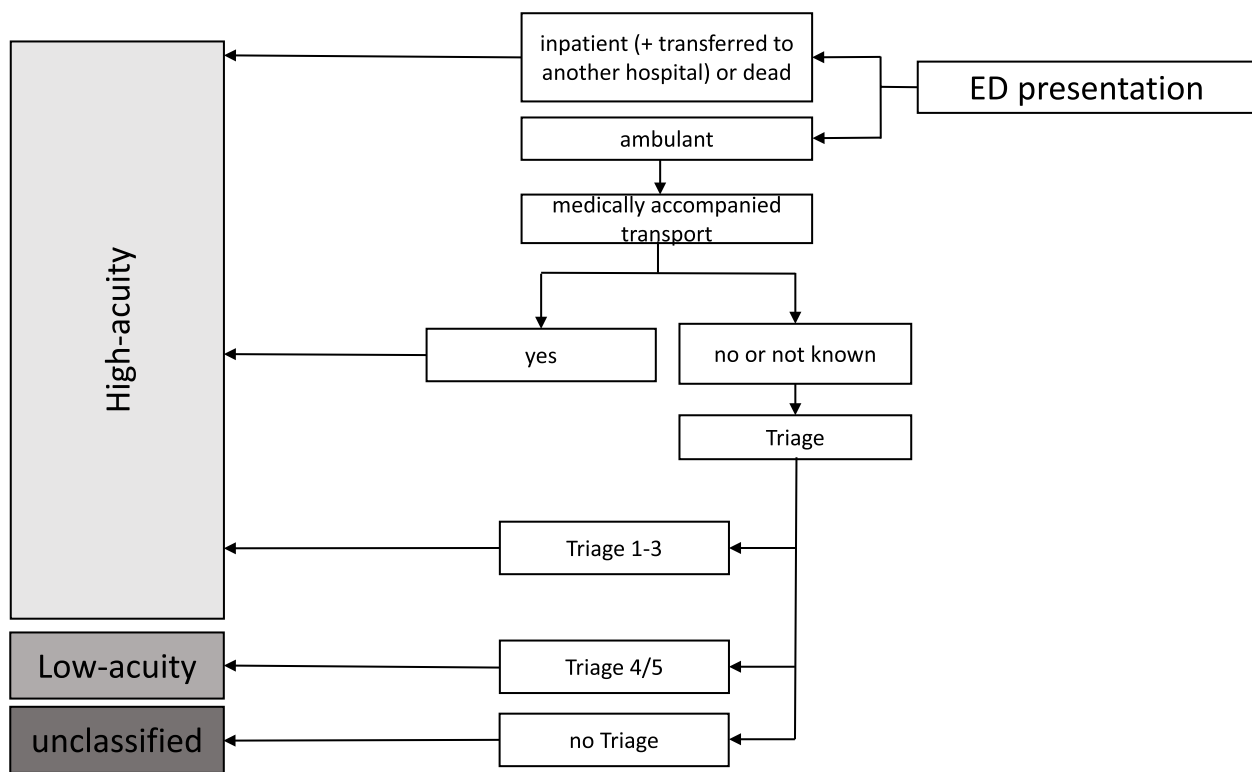 inpatient (+ transferred to
another hospital) or dead
ED presentation
ambulant
medically accompanied
transport
High-acuity
yes
no or not known
Triage
Triage 1-3
Low-acuity
Triage 4/5
unclassified
no Triage